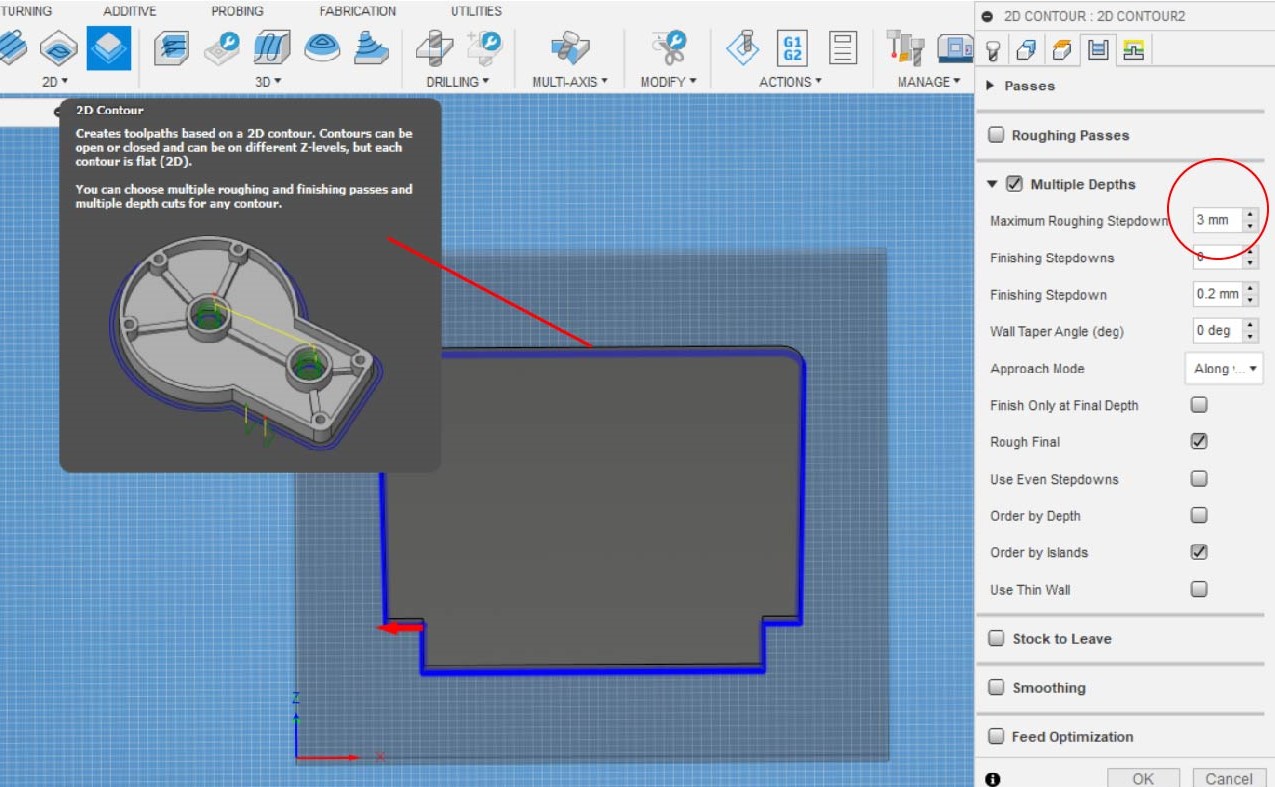 TURNING
ADDITIVE
PROBING
FABRICATION
UTILITIES
G1
G2
2D
3D
DRILLING
MULTI-AXIS
MODIFY
ACTIONS
MANAGE
2D Contour
Creates toolpaths based on a 2D contour. Contours can be
open or closed and can be on different Z-levels, but each
contour is flat (2D).
You can choose multiple roughing and finishing passes and
multiple depth cuts for any contour.
Z
X
2D CONTOUR : 2D CONTOUR2
Passes
Roughing Passes
Multiple Depths
Maximum Roughing Stepdown 3 mm
Finishing Stepdowns 0
Finishing Stepdown 0.2 mm
Wall Taper Angle (deg) 0 deg
Approach Mode Along
Finish Only at Final Depth
Rough Final
Use Even Stepdowns
Order by Depth
Order by Islands
Use Thin Wall
Stock to Leave
Smoothing
Feed Optimization
OK Cancel